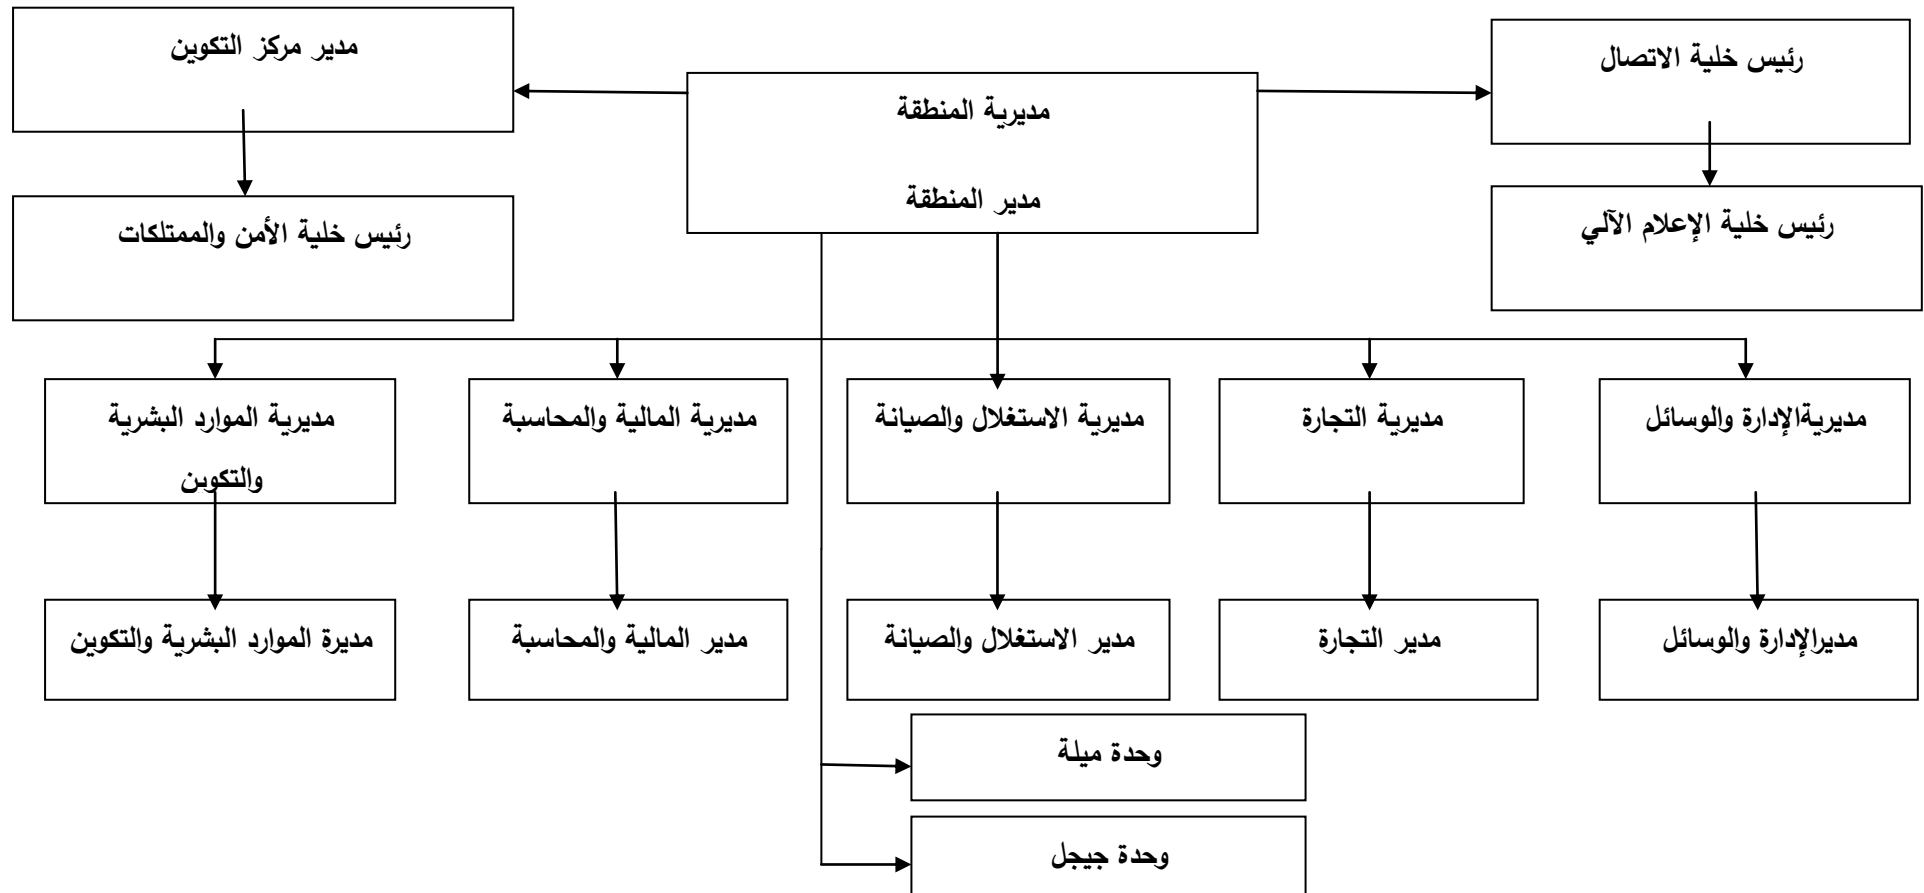 رئيس خلية الاتصال
مديرية المنطقة
مدير المنطقة
مدير مركز التكوين
رئيس خلية الإعلام الآلي
رئيس خلية الأمن والممتلكات
مديريةالإدارة والوسائل
مديرية التجارة
مديرية الاستغلال والصيانة
مديرية المالية والمحاسبة
مديرية الموارد البشرية
والتكوين
مديرالإدارة والوسائل
مدير التجارة
مدير الاستغلال والصيانة
مدير المالية والمحاسبة
مديرة الموارد البشرية والتكوين
وحدة ميلة
وحدة جيجل